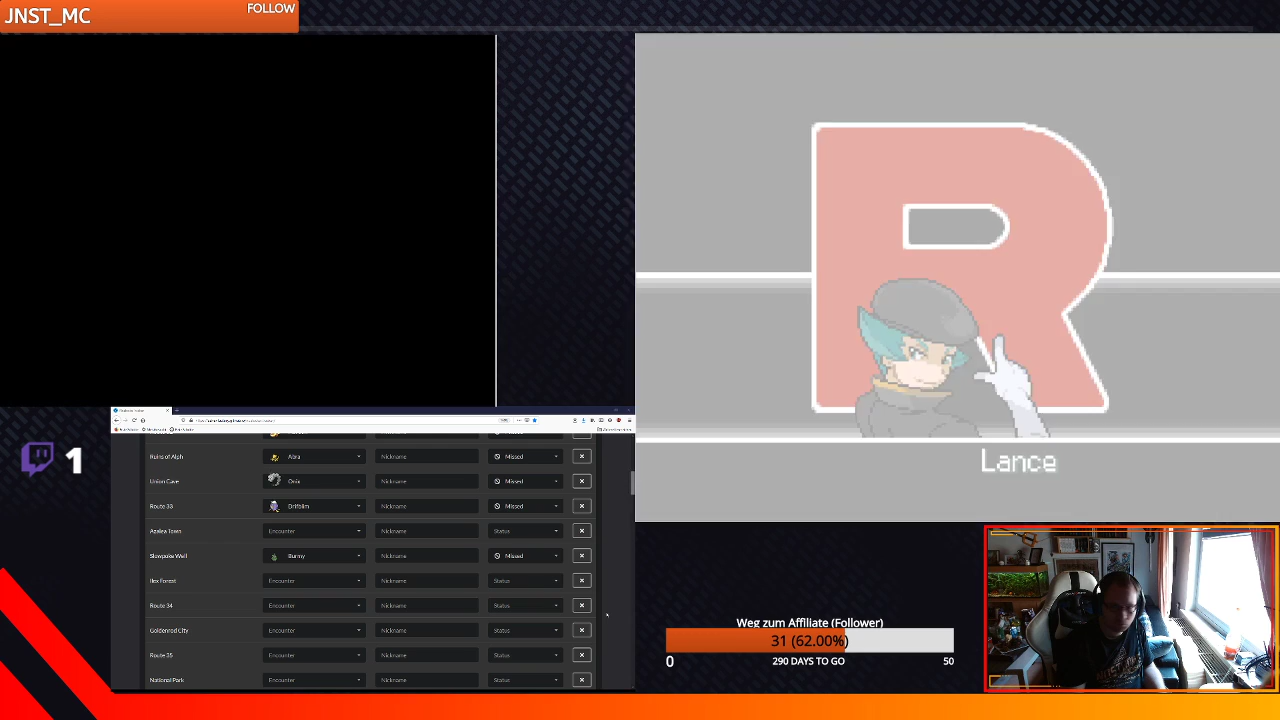 JNST_MC
FOLLOW
R
Lance
1
Ruins of Alph Abra Nickname Missed
Union Cave Onix Nickname Missed
Route 33 Drifblim Nickname Missed
Azalea Town Encounter Nickname Status
Slowpoke Well Burmy Nickname Missed
Ilex Forest Encounter Nickname Status
Route 34 Encounter Nickname Status
Goldenrod City Encounter Nickname Status
Route 35 Encounter Nickname Status
National Park Encounter Nickname Status
Weg zum Affiliate (Follower)
31 (62.00%)
0 290 DAYS TO GO 50